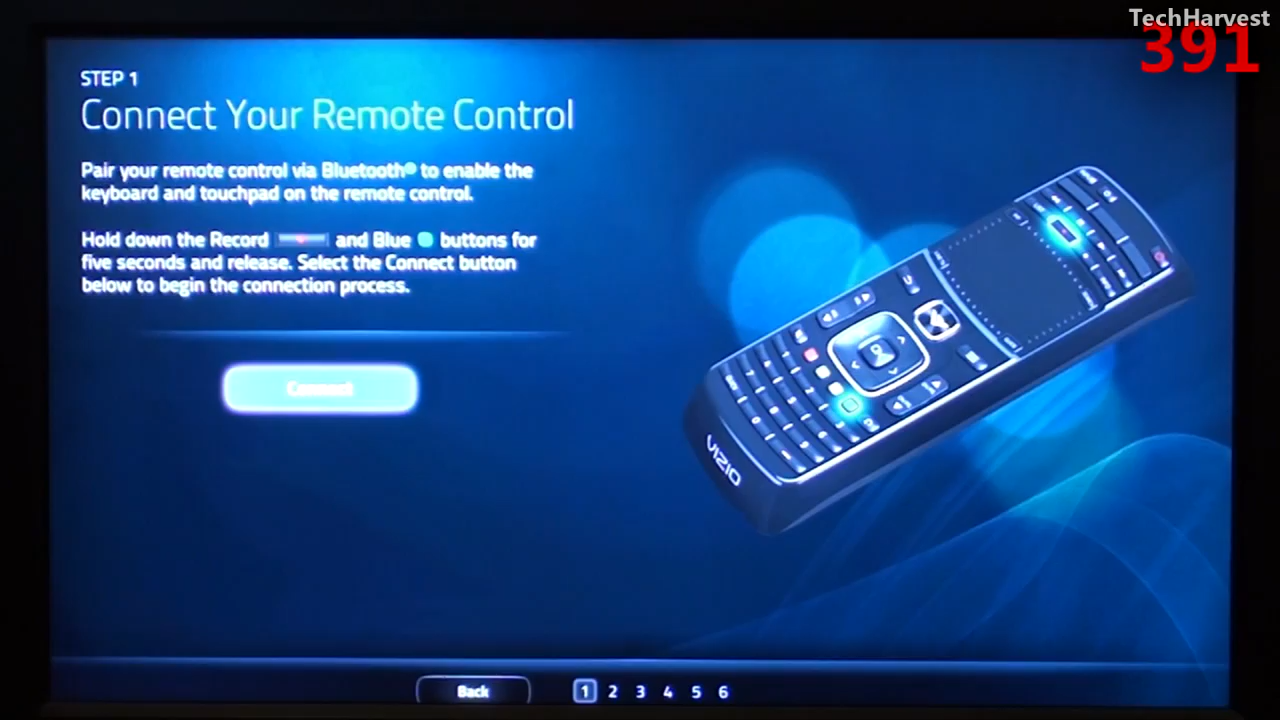 TechHarvest
391
STEP 1
Connect Your Remote Control
Pair your remote control via Bluetooth® to enable the
keyboard and touchpad on the remote control.
Hold down the Record and Blue buttons for
five seconds and release. Select the Connect button
below to begin the connection process.
Connect
VIZIO
Back 1 2 3 4 5 6